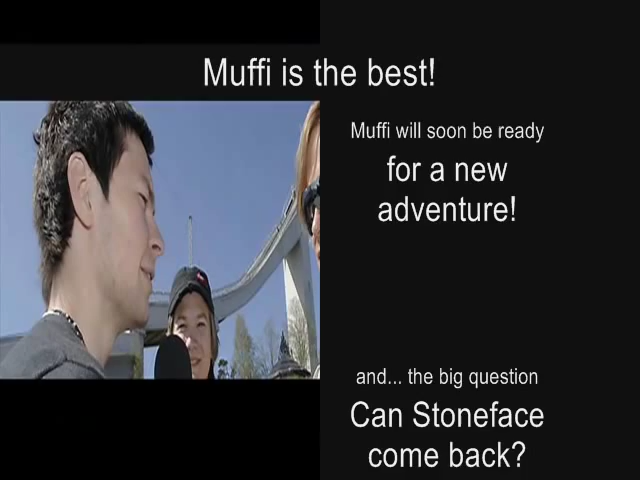 Muffi is the best!
Muffi will soon be ready
for a new
adventure!
and... the big question
Can Stoneface
come back?